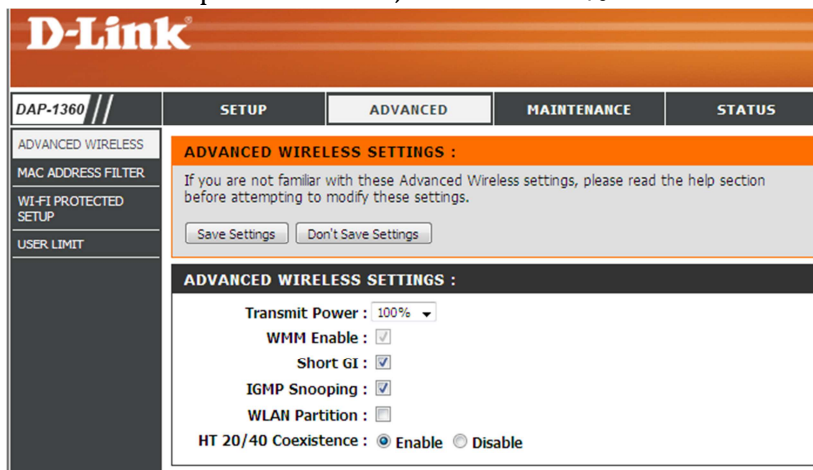 D-Link
DAP-1360 // SETUP ADVANCED MAINTENANCE STATUS
ADVANCED WIRELESS
MAC ADDRESS FILTER
WI-FI PROTECTED
SETUP
USER LIMIT
ADVANCED WIRELESS SETTINGS :
If you are not familiar with these Advanced Wireless settings, please read the help section
before attempting to modify these settings.
Save Settings Don't Save Settings
ADVANCED WIRELESS SETTINGS :
Transmit Power : 100%
WMM Enable :
Short GI :
IGMP Snooping :
WLAN Partition :
HT 20/40 Coexistence : Enable Disable